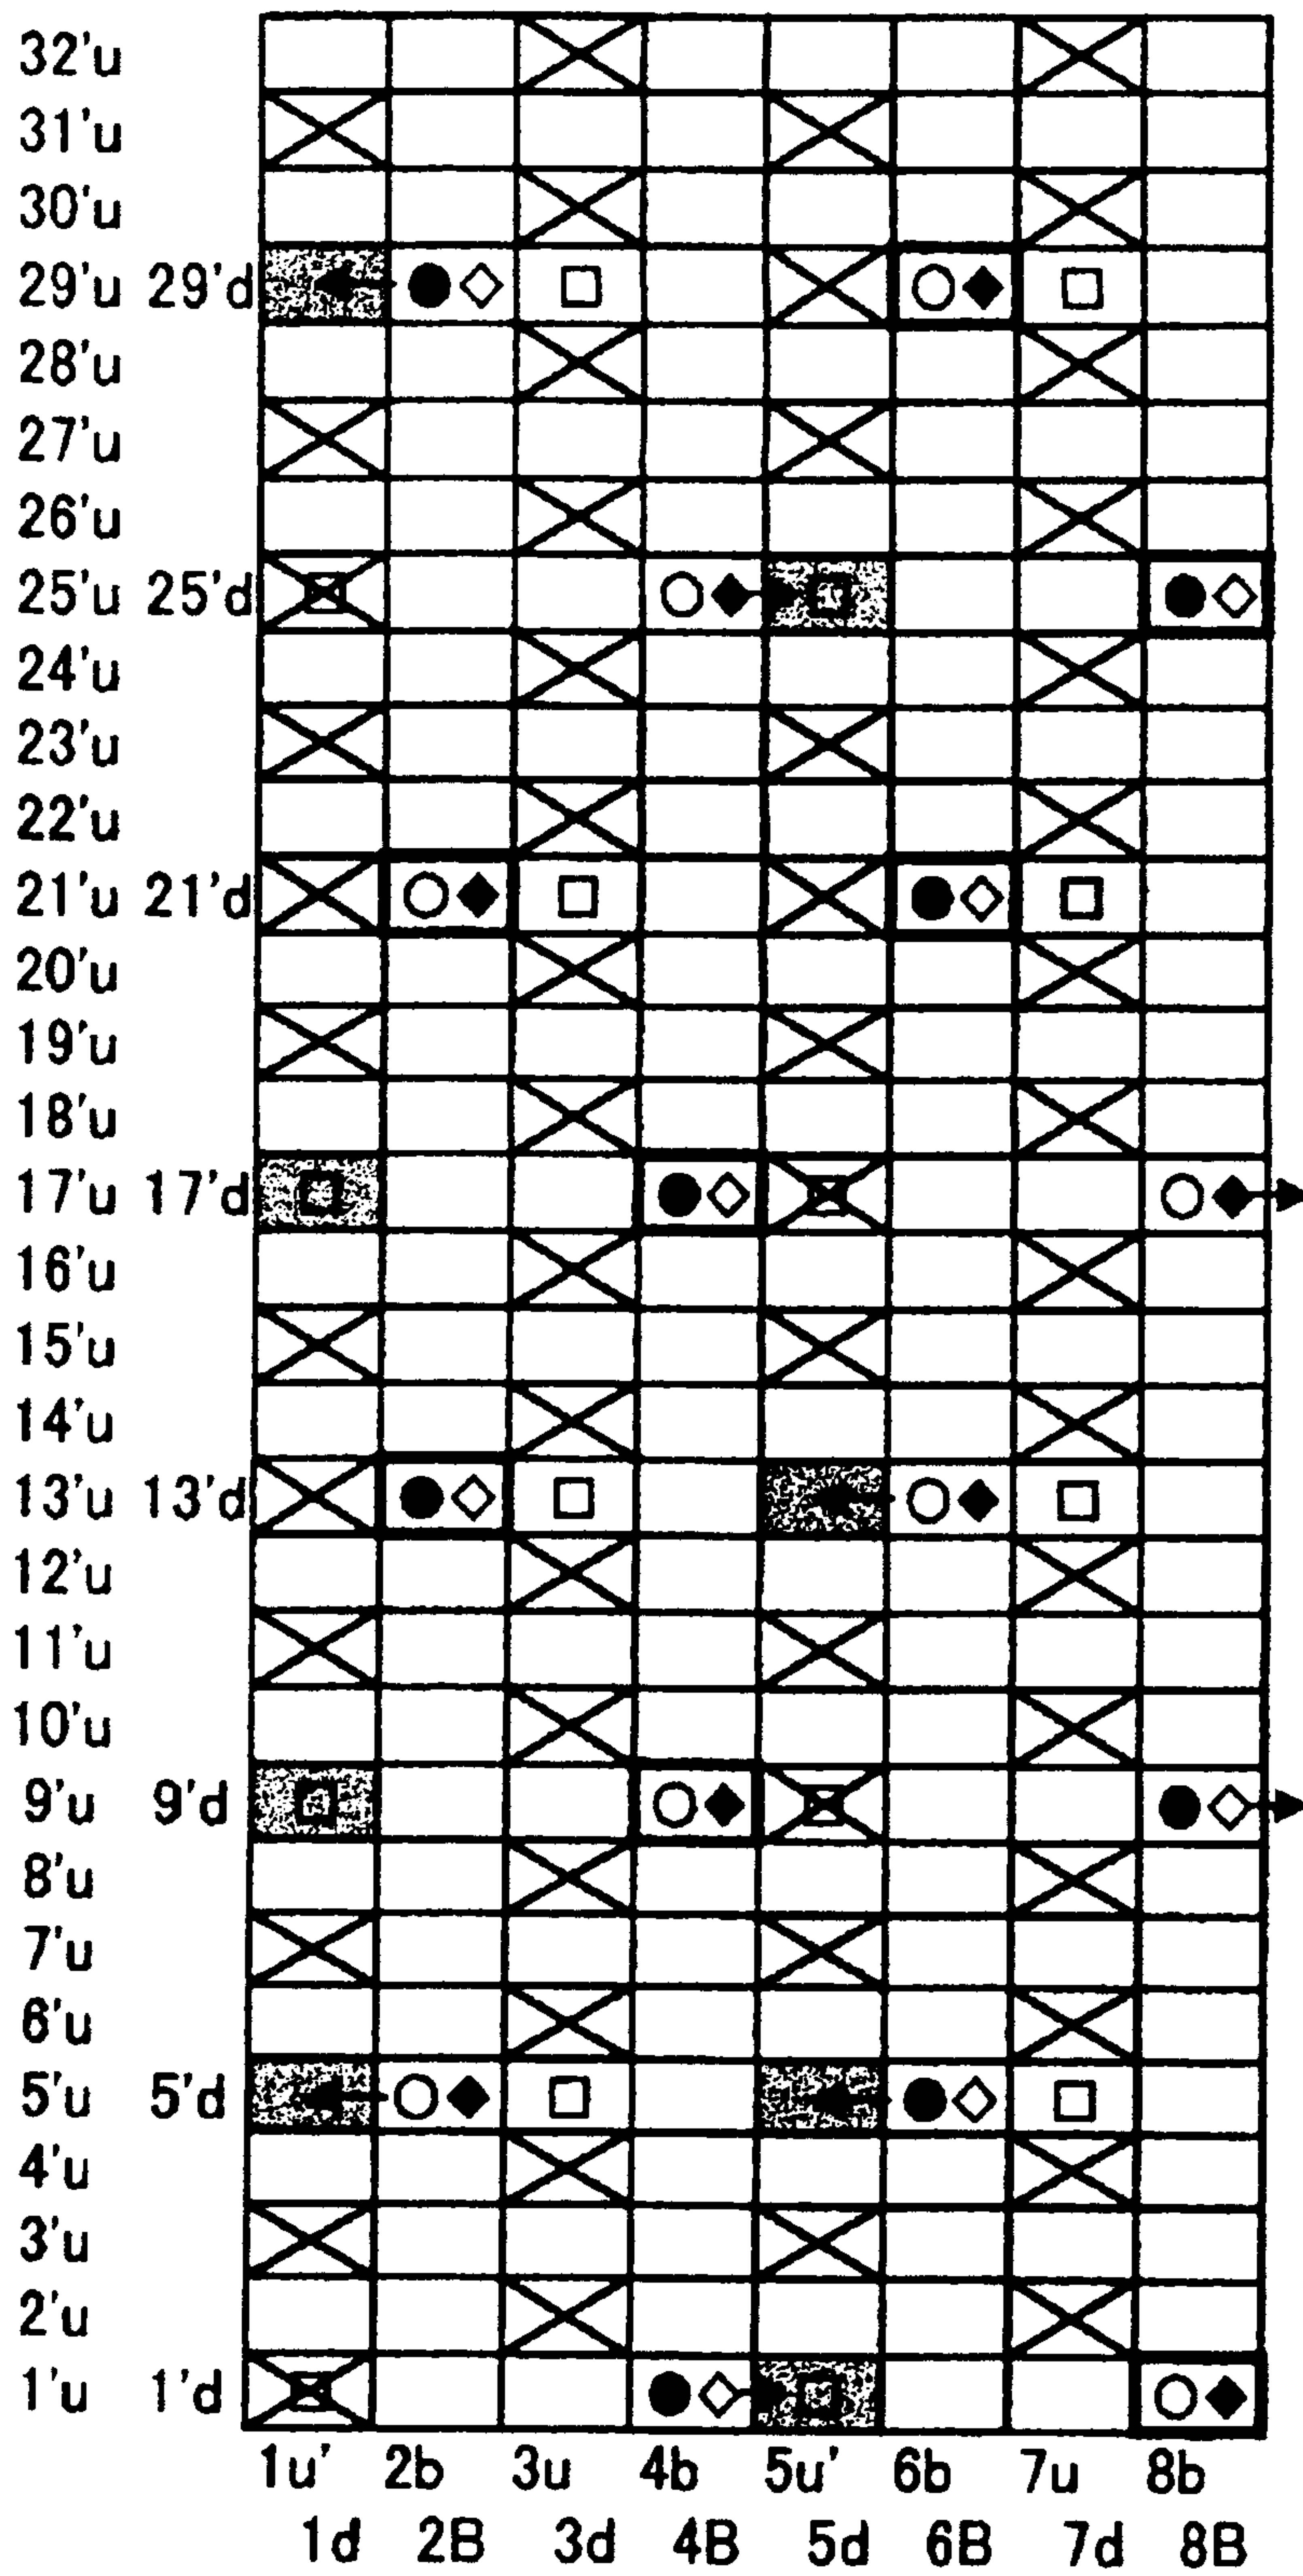 32'u
31'u
30'u
29'u 29'd
28'u
27'u
26'u
25'u 25'd
24'u
23'u
22'u
21'u 21'd
20'u
19'u
18'u
17'u 17'd
16'u
15'u
14'u
13'u 13'd
12'u
11'u
10'u
9'u 9'd
8'u
7'u
6'u
5'u 5'd
4'u
3'u
2'u
1'u 1'd
1u' 2b 3u 4b 5u' 6b 7u 8b
1d 2B 3d 4B 5d 6B 7d 8B